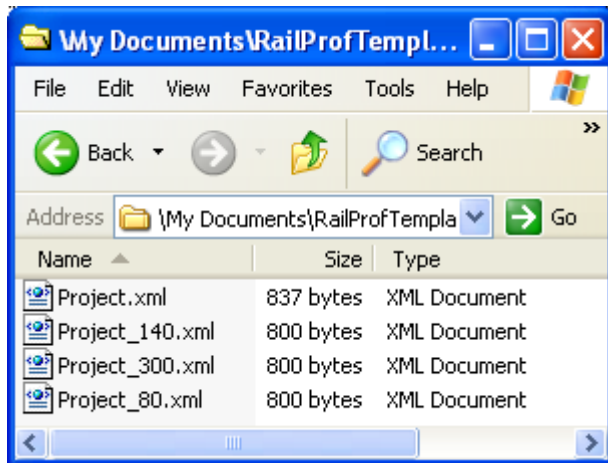 \My Documents\RailProfTempl...
File Edit View Favorites Tools Help
Back Search »
Address \My Documents\RailProfTempla Go
Name Size Type
Project.xml 837 bytes XML Document
Project_140.xml 800 bytes XML Document
Project_300.xml 800 bytes XML Document
Project_80.xml 800 bytes XML Document